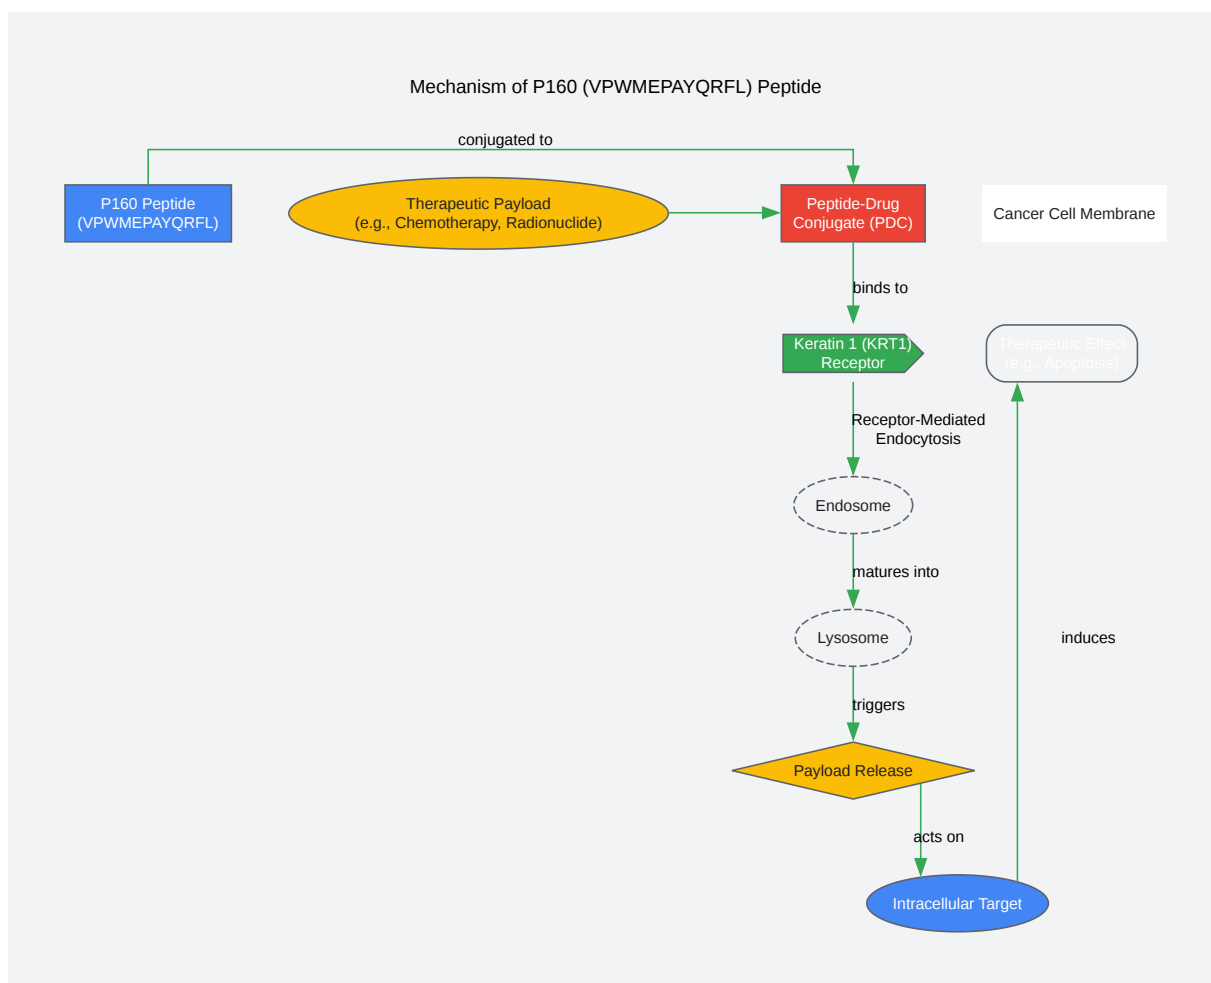 Mechanism of P160 (VPWMEPAYQRFL) Peptide
conjugated to
P160 Peptide
(VPWMEPAYQRFL)
Therapeutic Payload
(e.g., Chemotherapy, Radionuclide)
Peptide-Drug
Conjugate (PDC)
Cancer Cell Membrane
binds to
Keratin 1 (KRT1)
Receptor
Therapeutic Effect
(e.g., Apoptosis)
Receptor-Mediated
Endocytosis
Endosome
matures into
Lysosome
induces
triggers
Payload Release
acts on
Intracellular Target